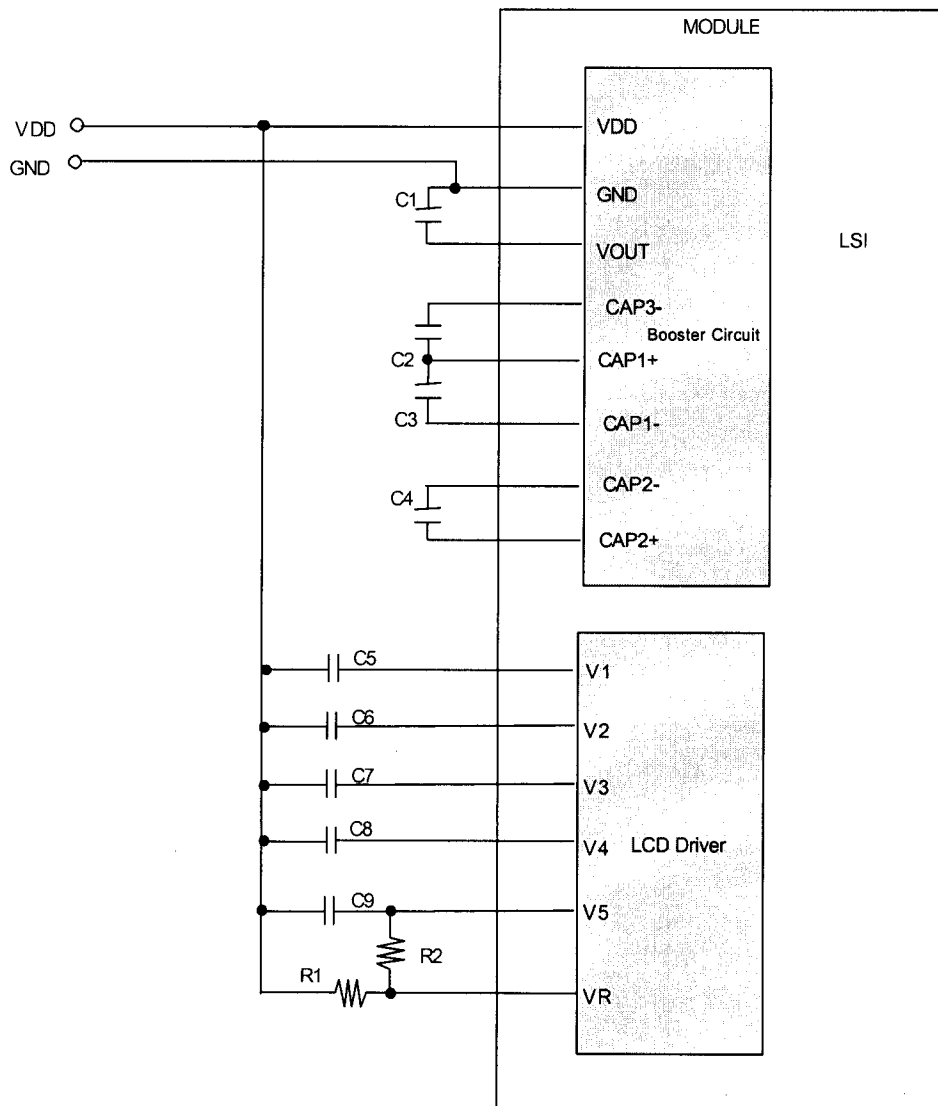 MODULE
VDD
VDD
GND
C1
GND
VOUT
LSI
CAP3-
Booster Circuit
C2
CAP1+
C3
CAP1-
C4
CAP2-
CAP2+
C5
V1
C6
V2
C7
V3
C8
V4
LCD Driver
C9
V5
R2
R1
VR